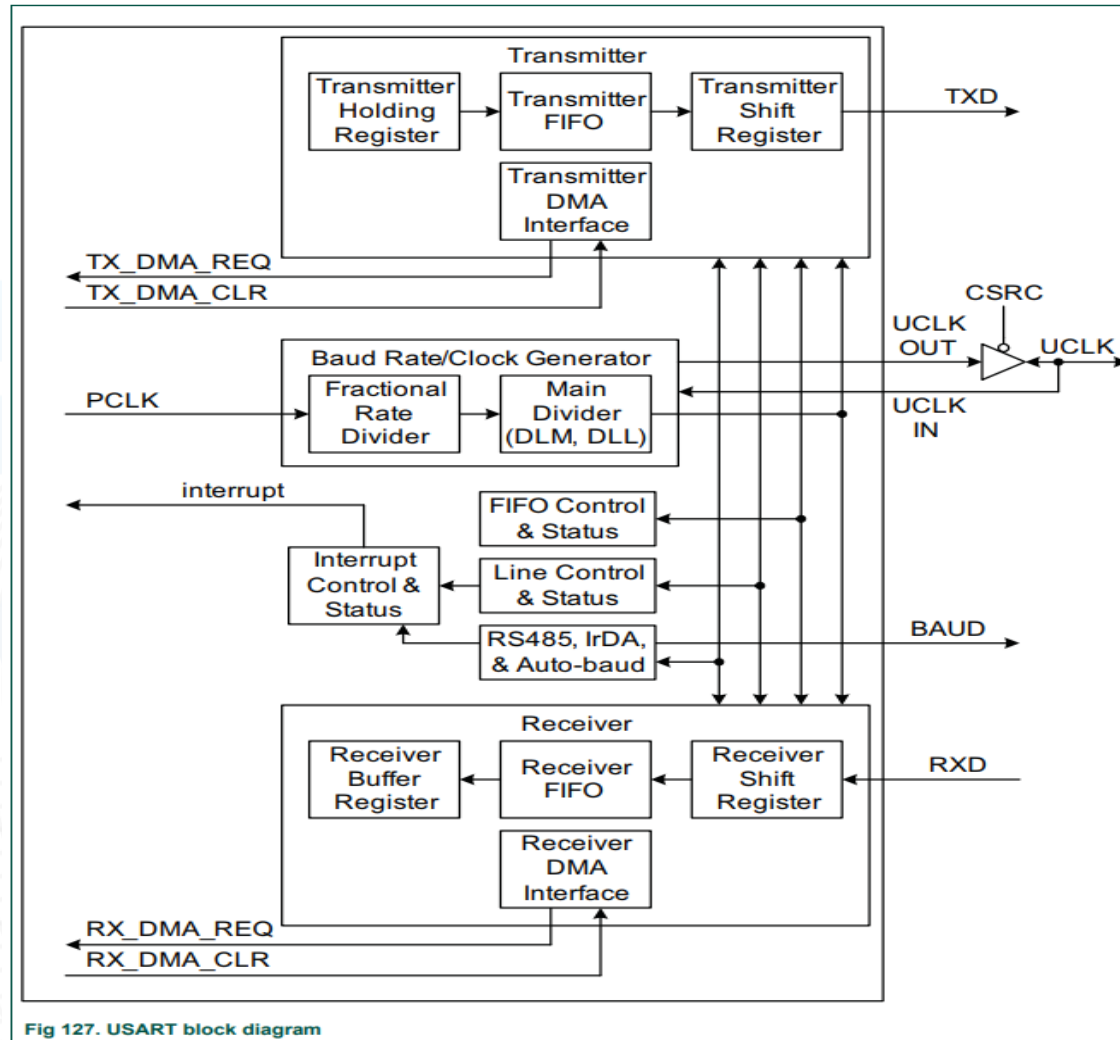 Transmitter
Transmitter
Holding
Register
Transmitter
FIFO
Transmitter
Shift
Register
TXD
Transmitter
DMA
Interface
TX_DMA_REQ
TX_DMA_CLR
CSRC
UCLK
OUT
UCLK
Baud Rate/Clock Generator
PCLK
Fractional
Rate
Divider
Main
Divider
(DLM, DLL)
UCLK
IN
interrupt
FIFO Control
& Status
Interrupt
Control &
Status
Line Control
& Status
RS485, IrDA,
& Auto-baud
BAUD
Receiver
Receiver
Buffer
Register
Receiver
FIFO
Receiver
Shift
Register
RXD
Receiver
DMA
Interface
RX_DMA_REQ
RX_DMA_CLR
Fig 127. USART block diagram